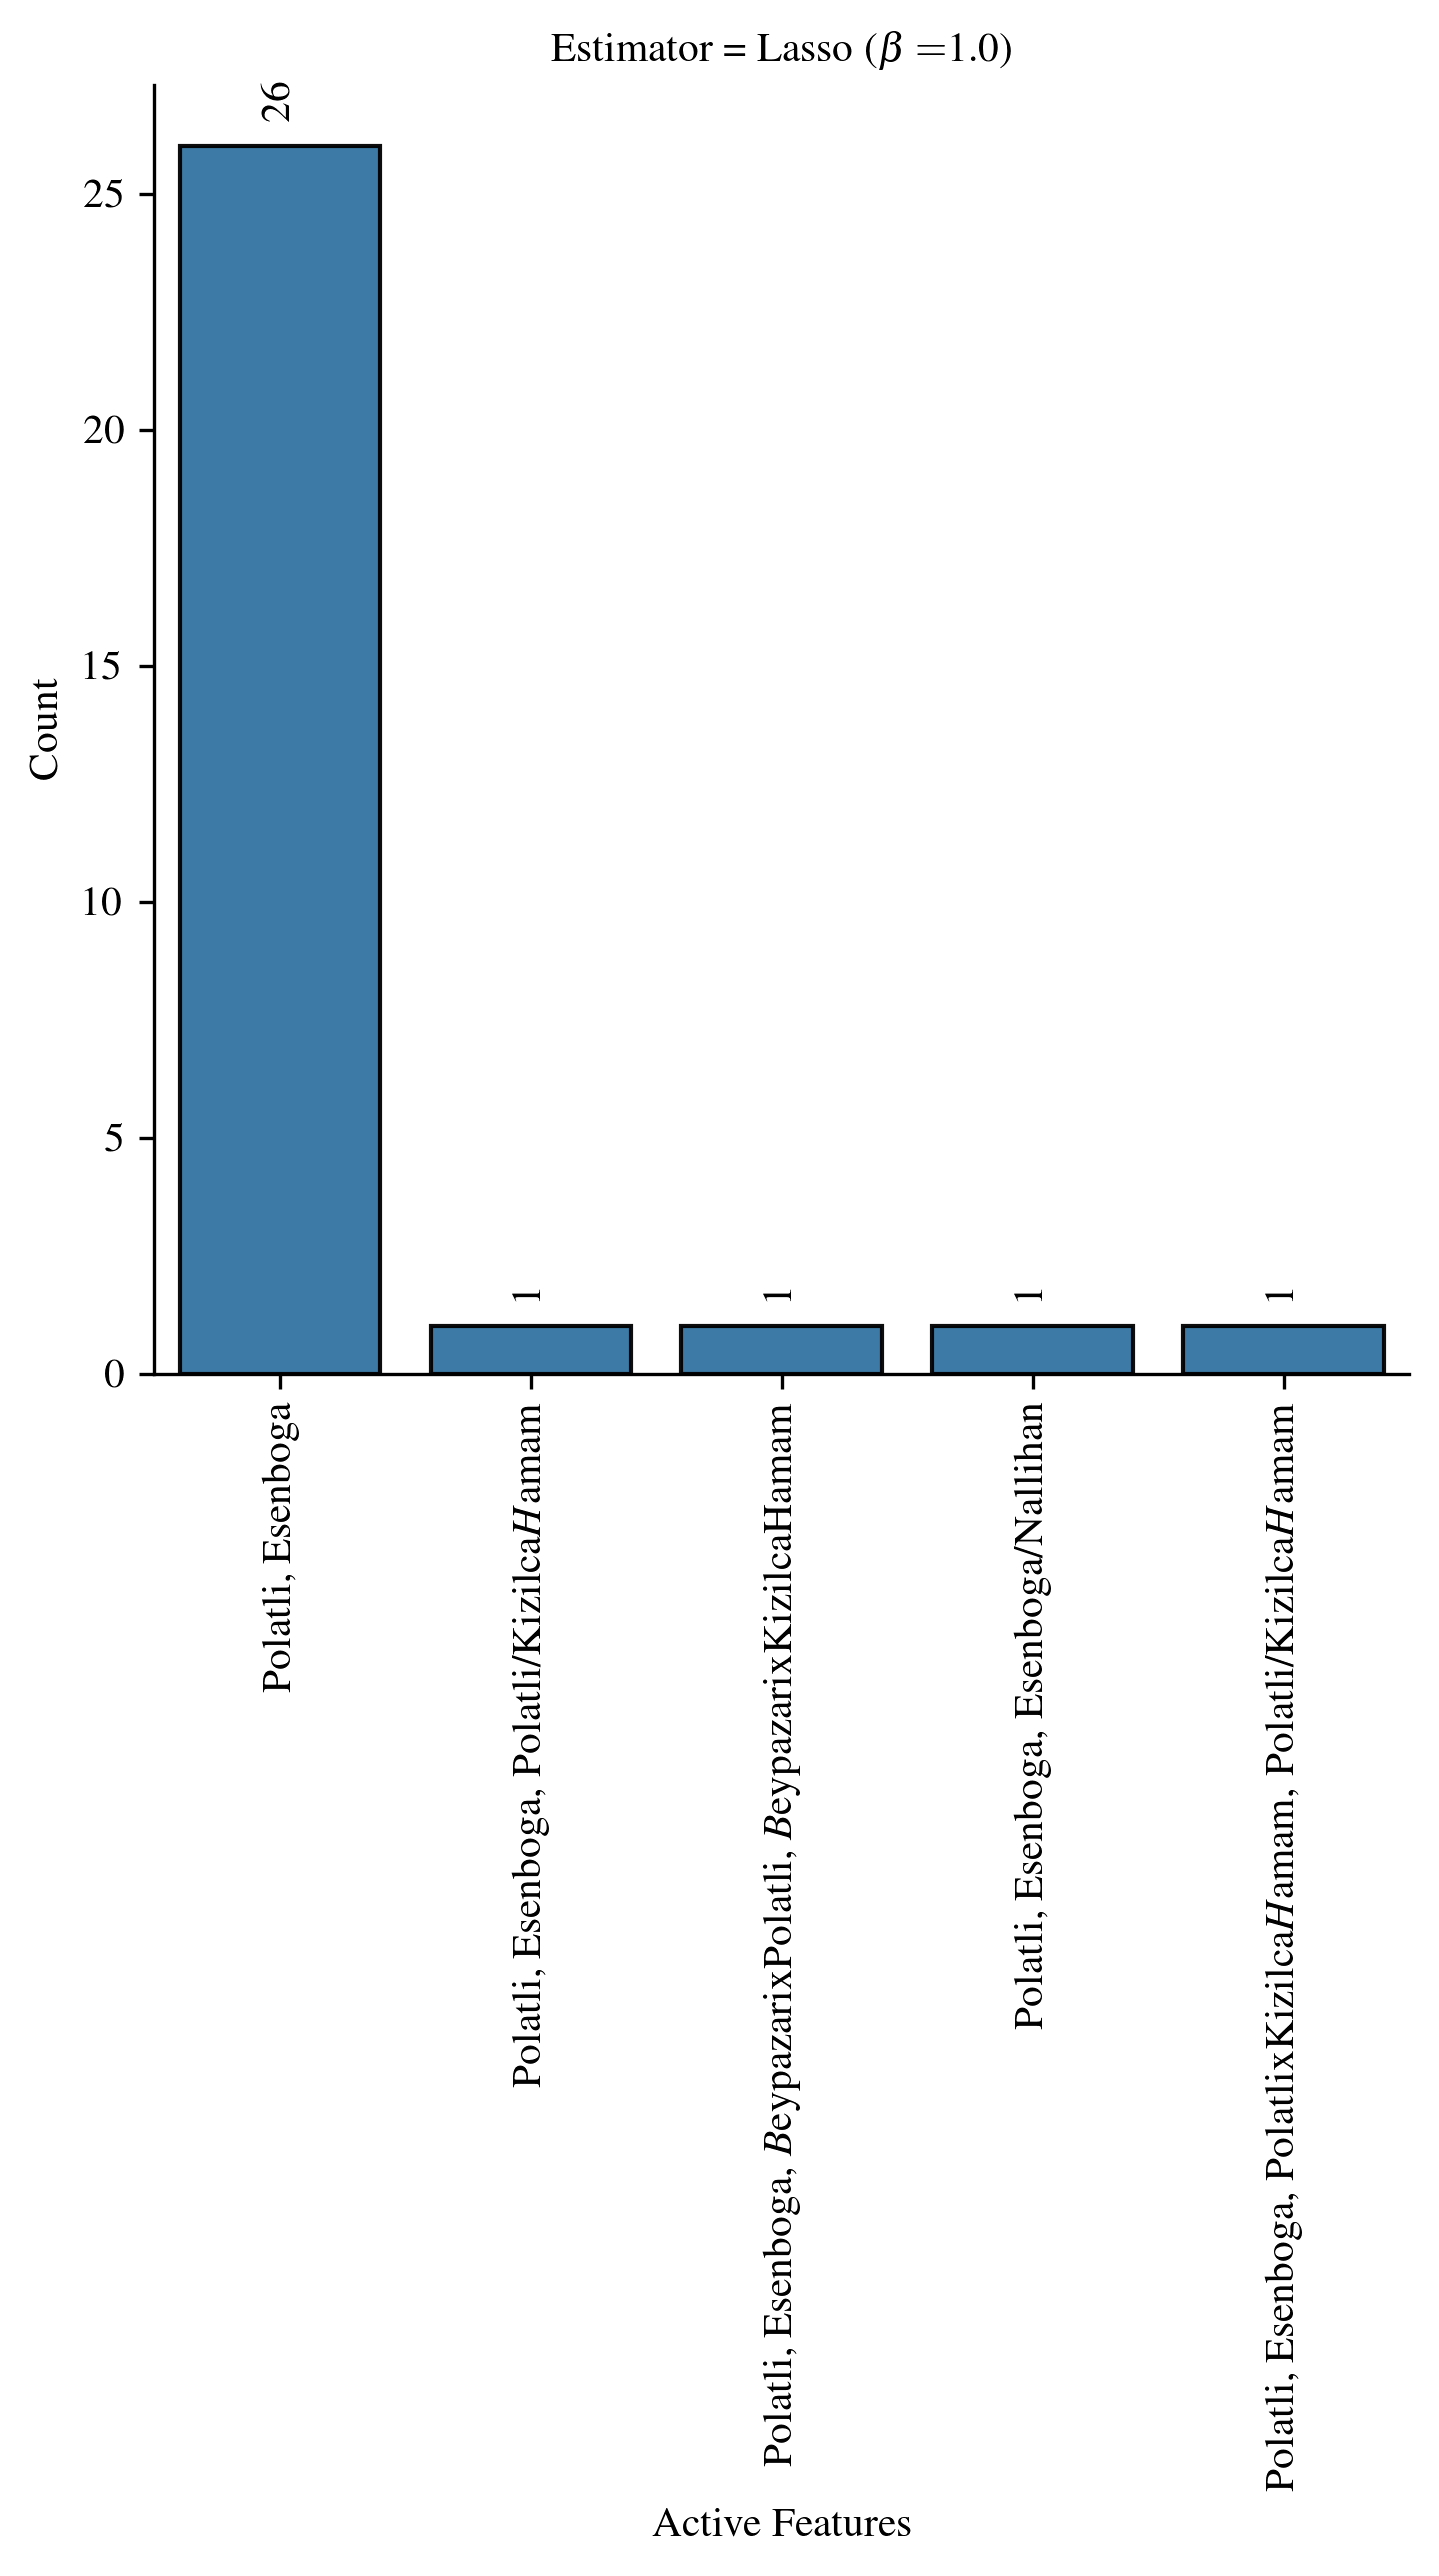 Estimator = Lasso (β =1.0)
Count
25
20
15
10
5
0
26
1
1
1
1
Polatli, Esenboga
Polatli, Esenboga, Polatli/KizilcaHamam
Polatli, Esenboga, BeypazarixPolatli, BeypazarixKizilcaHamam
Polatli, Esenboga, Esenboga/Nallihan
Polatli, Esenboga, PolatlixKizilcaHamam, Polatli/KizilcaHamam
Active Features